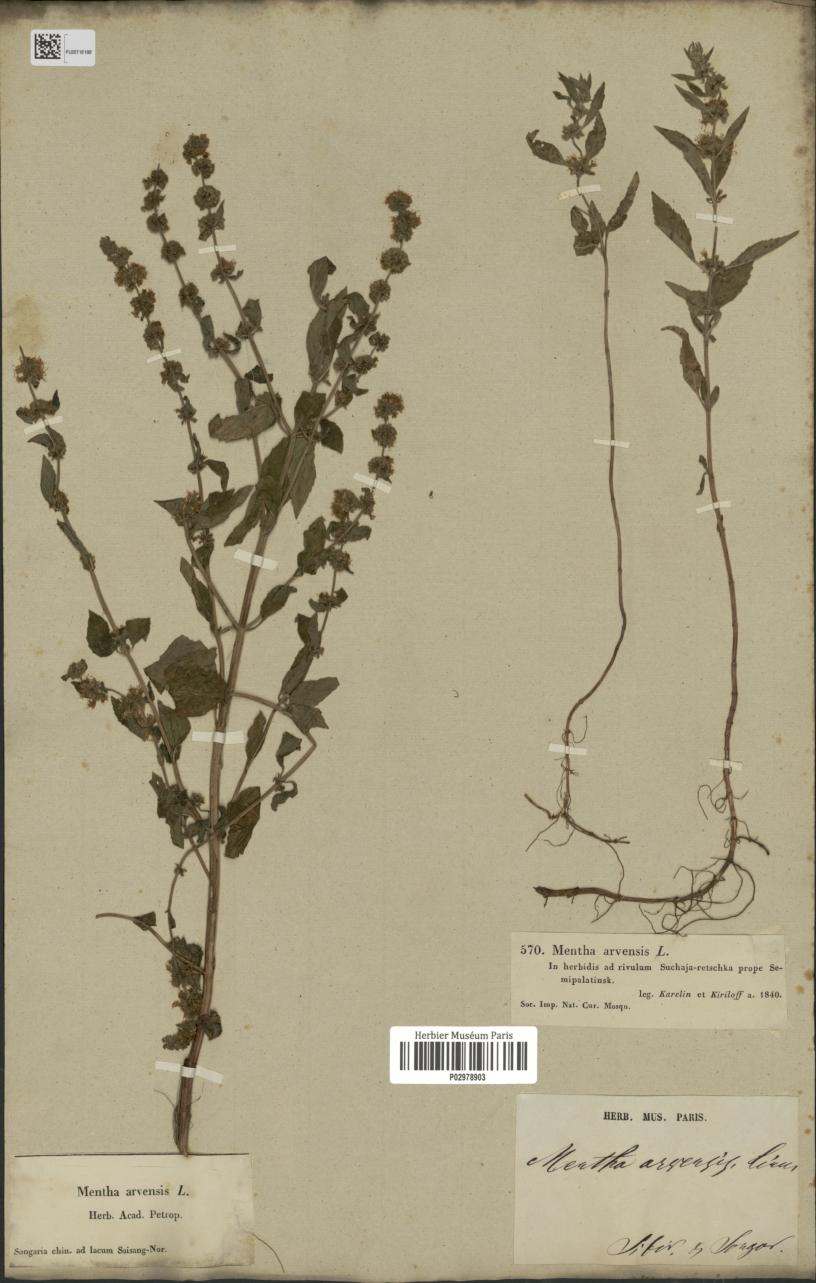 570. Mentha arvensis L.
In herbidis ad rivulum Suchaja-retschka prope Se-
mipalatinsk.
leg. Karelin et Kiriloff a. 1840.
Soc. Imp. Nat. Cur. Mosqu.
Herbier Muséum Paris
P02978903
HERB. MUS. PARIS.
Mentha arvensis. Linn.
Sibir. & Songor.
Mentha arvensis L.
Herb. Acad. Petrop.
Songaria chin. ad lacum Saisang-Nor.